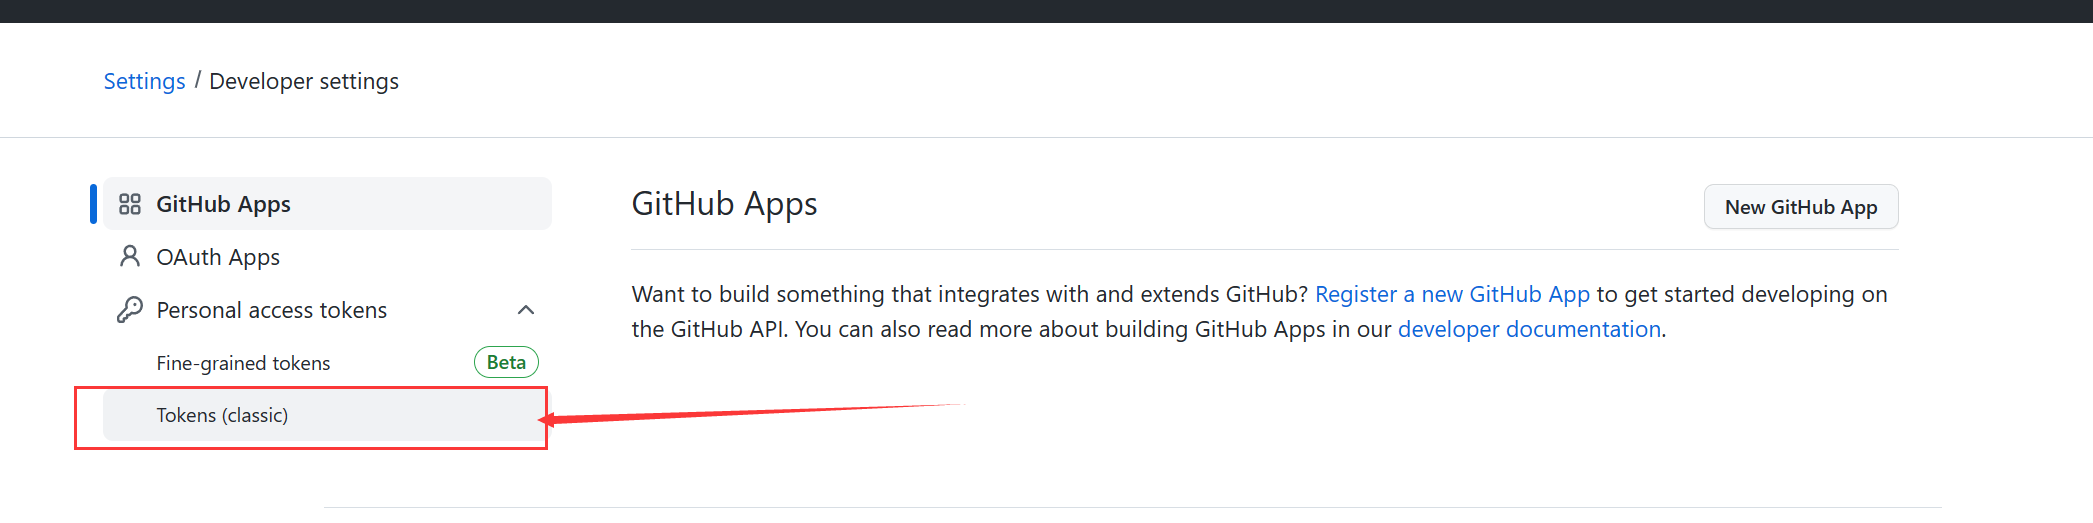 Settings / Developer settings
GitHub Apps
OAuth Apps
Personal access tokens
Fine-grained tokens Beta
Tokens (classic)
GitHub Apps
New GitHub App
Want to build something that integrates with and extends GitHub? Register a new GitHub App to get started developing on
the GitHub API. You can also read more about building GitHub Apps in our developer documentation.